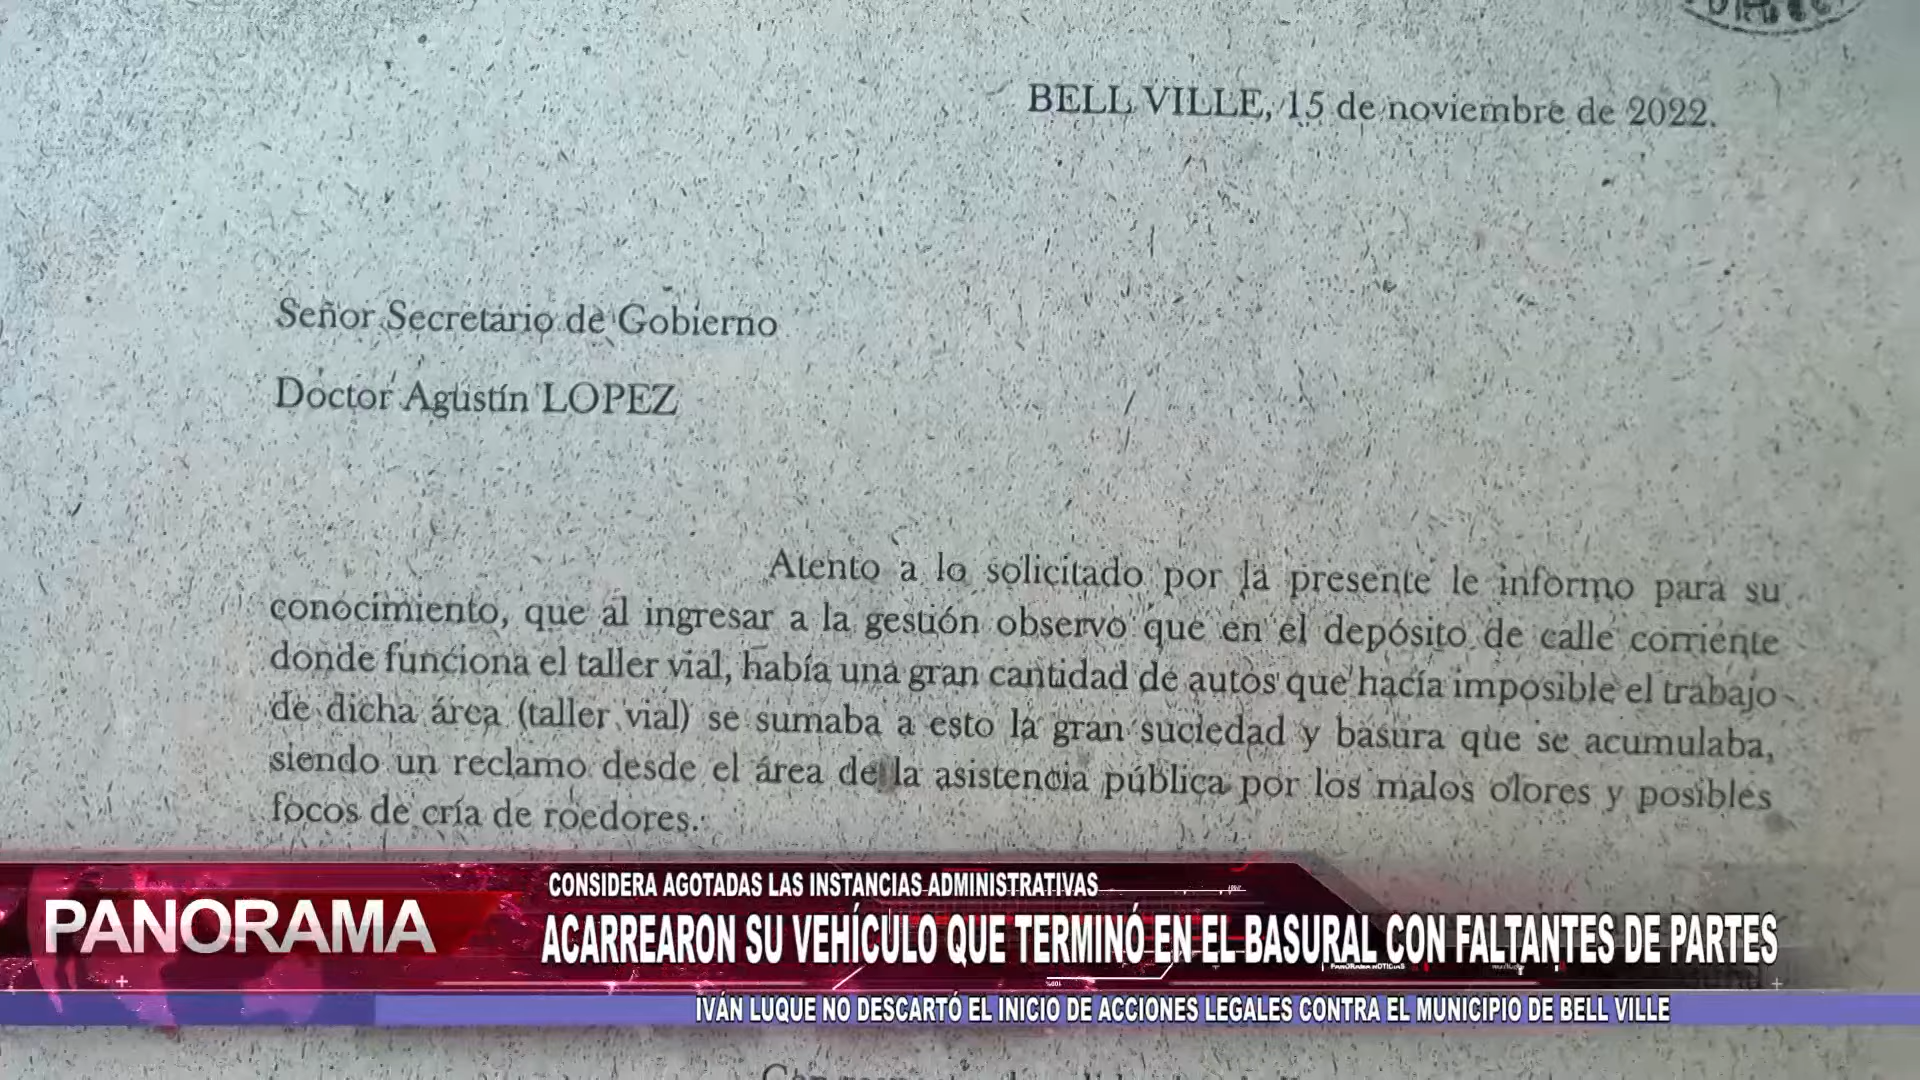 BELL VILLE, 15 de noviembre de 2022.
Señor Secretario de Gobierno
Doctor Agustín LOPEZ
Atento a lo solicitado por la presente le informo para su
conocimiento, que al ingresar a la gestión observo que en el depósito de calle corriente
donde funciona el taller vial, había una gran cantidad de autos que hacía imposible el trabajo
de dicha área (taller vial) se sumaba a esto la gran suciedad y basura que se acumulaba,
siendo un reclamo desde el área de la asistencia pública por los malos olores y posibles
focos de cría de roedores.
CONSIDERA AGOTADAS LAS INSTANCIAS ADMINISTRATIVAS
PANORAMA
ACARREARON SU VEHÍCULO QUE TERMINÓ EN EL BASURAL CON FALTANTES DE PARTES
PANORAMA NOTICIAS
IVÁN LUQUE NO DESCARTÓ EL INICIO DE ACCIONES LEGALES CONTRA EL MUNICIPIO DE BELL VILLE